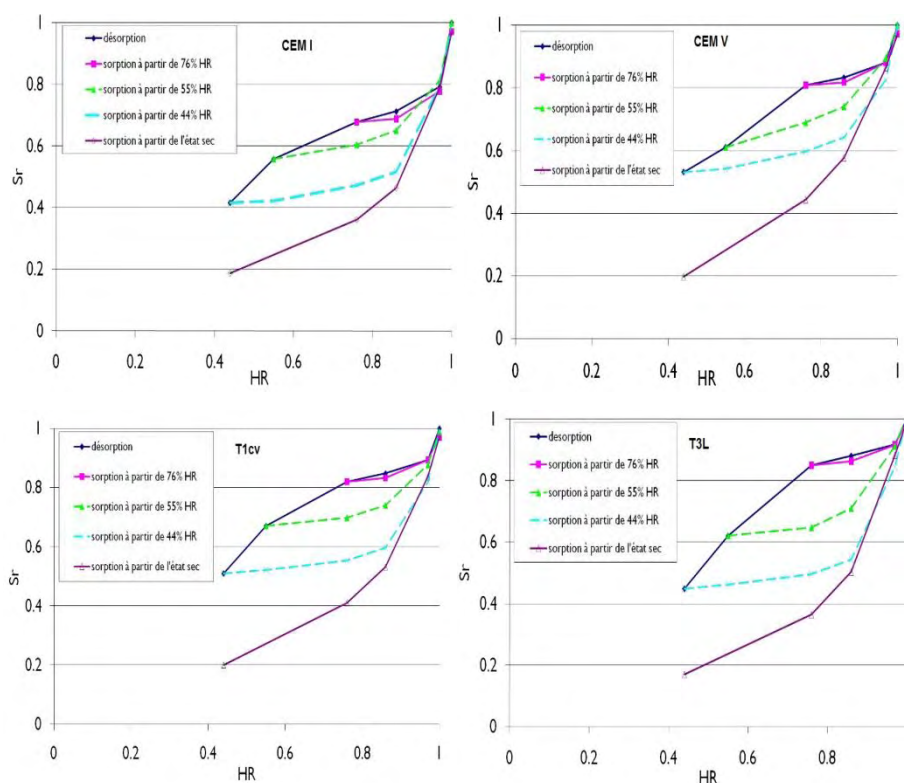 CEM I
désorption
sorption à partir de 76% HR
sorption à partir de 55% HR
sorption à partir de 44% HR
sorption à partir de l'état sec
1
0.8
0.6
0.4
0.2
0
Sr
0
0.2
0.4
0.6
0.8
1
HR
CEM V
désorption
sorption à partir de 76% HR
sorption à partir de 55% HR
sorption à partir de 44% HR
sorption à partir de l'état sec
1
0.8
0.6
0.4
0.2
0
Sr
0
0.2
0.4
0.6
0.8
1
HR
T1cv
désorption
sorption à partir de 76% HR
sorption à partir de 55% HR
sorption à partir de 44% HR
sorption à partir de l'état sec
1
0.8
0.6
0.4
0.2
0
Sr
0
0.2
0.4
0.6
0.8
1
HR
T3L
désorption
sorption à partir de 76% HR
sorption à partir de 55% HR
sorption à partir de 44% HR
sorption à partir de l'état sec
1
0.8
0.6
0.4
0.2
0
Sr
0
0.2
0.4
0.6
0.8
HR